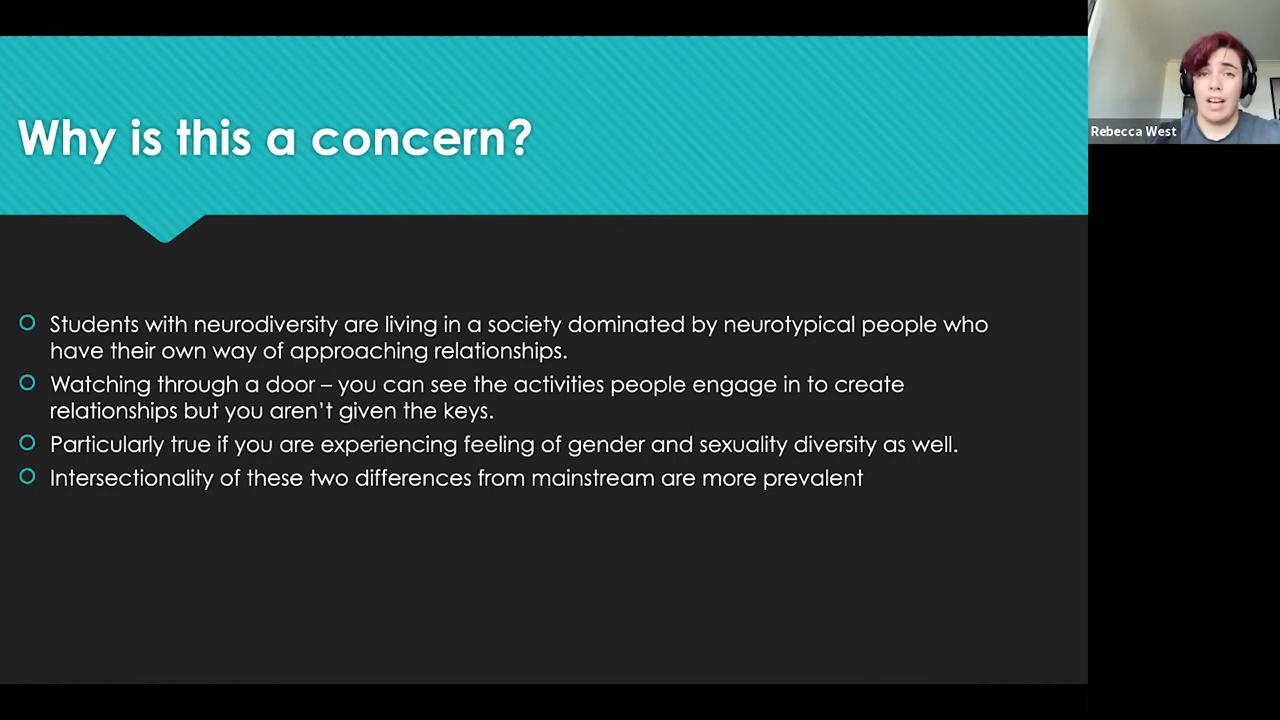 Why is this a concern?
Rebecca West
Students with neurodiversity are living in a society dominated by neurotypical people who
have their own way of approaching relationships.
Watching through a door – you can see the activities people engage in to create
relationships but you aren't given the keys.
Particularly true if you are experiencing feeling of gender and sexuality diversity as well.
Intersectionality of these two differences from mainstream are more prevalent